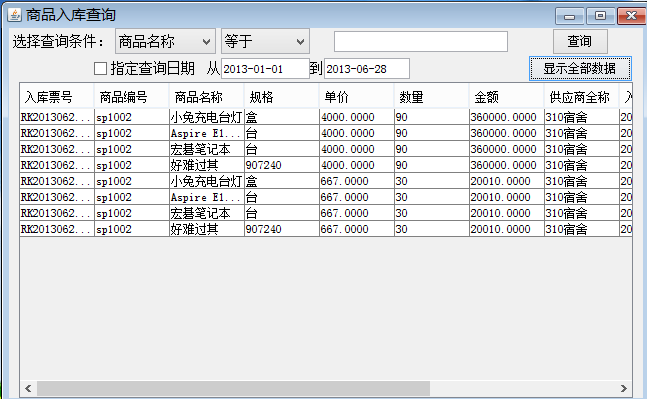 商品入库查询
选择查询条件： 商品名称 等于 查询
指定查询日期 从 2013-01-01 到 2013-06-28 显示全部数据
入库票号 商品编号 商品名称 规格 单价 数量 金额 供应商全称 入
RK2013062... sp1002 小兔充电台灯 盒 4000.0000 90 360000.0000 310宿舍 20
RK2013062... sp1002 Aspire E1... 台 4000.0000 90 360000.0000 310宿舍 20
RK2013062... sp1002 宏碁笔记本 台 4000.0000 90 360000.0000 310宿舍 20
RK2013062... sp1002 好难过其 907240 4000.0000 90 360000.0000 310宿舍 20
RK2013062... sp1002 小兔充电台灯 盒 667.0000 30 20010.0000 310宿舍 20
RK2013062... sp1002 Aspire E1... 台 667.0000 30 20010.0000 310宿舍 20
RK2013062... sp1002 宏碁笔记本 台 667.0000 30 20010.0000 310宿舍 20
RK2013062... sp1002 好难过其 907240 667.0000 30 20010.0000 310宿舍 20